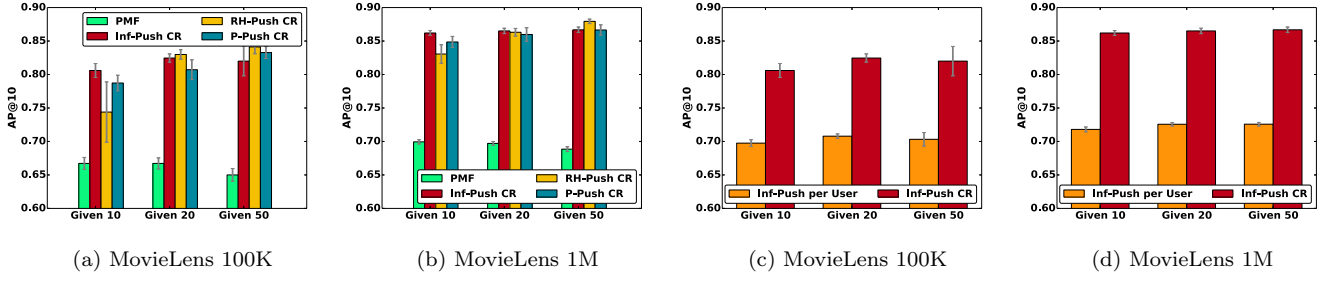 0.90
0.85
0.80
0.75
0.70
0.65
0.60
AP@10
PMF
Inf-Push CR
RH-Push CR
P-Push CR
Given 10 Given 20 Given 50
(a) MovieLens 100K
0.90
0.85
0.80
0.75
0.70
0.65
0.60
AP@10
PMF
Inf-Push CR
RH-Push CR
P-Push CR
Given 10 Given 20 Given 50
(b) MovieLens 1M
0.90
0.85
0.80
0.75
0.70
0.65
0.60
AP@10
Inf-Push per User Inf-Push CR
Given 10 Given 20 Given 50
(c) MovieLens 100K
0.90
0.85
0.80
0.75
0.70
0.65
0.60
AP@10
Inf-Push per User Inf-Push CR
Given 10 Given 20 Given 50
(d) MovieLens 1M